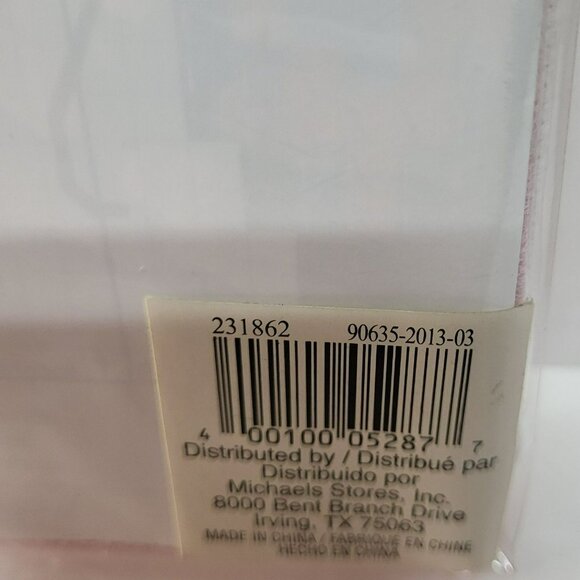 231862 90635-2013-03
4 00100 05287 7
Distributed by / Distribué par
Distribuido por
Michaels Stores, Inc.
8000 Bent Branch Drive
Irving, TX 75063
MADE IN CHINA / FABRIQUÉ EN CHINE
HECHO EN CHINA